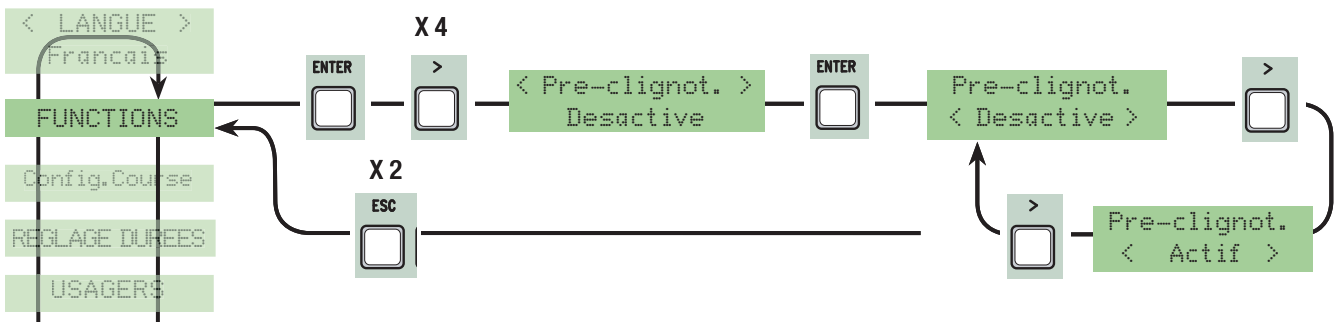 < LANGUE >
Francais
FUNCTIONS
Config.Course
REGLAGE DUREES
USAGERS
ENTER
X 4
>
< Pre-clignot. >
Desactive
ENTER
Pre-clignot.
< Desactive >
>
Pre-clignot.
< Actif >
>
X 2
ESC